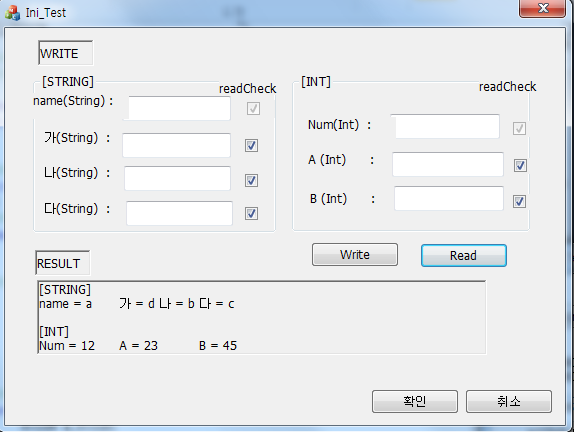 Ini_Test
WRITE
[STRING]
readCheck
name(String) :
가(String) :
나(String) :
다(String) :
[INT]
readCheck
Num(Int) :
A (Int) :
B (Int) :
Write
Read
RESULT
[STRING]
name = a 가 = d 나 = b 다 = c
[INT]
Num = 12 A = 23 B = 45
확인
취소